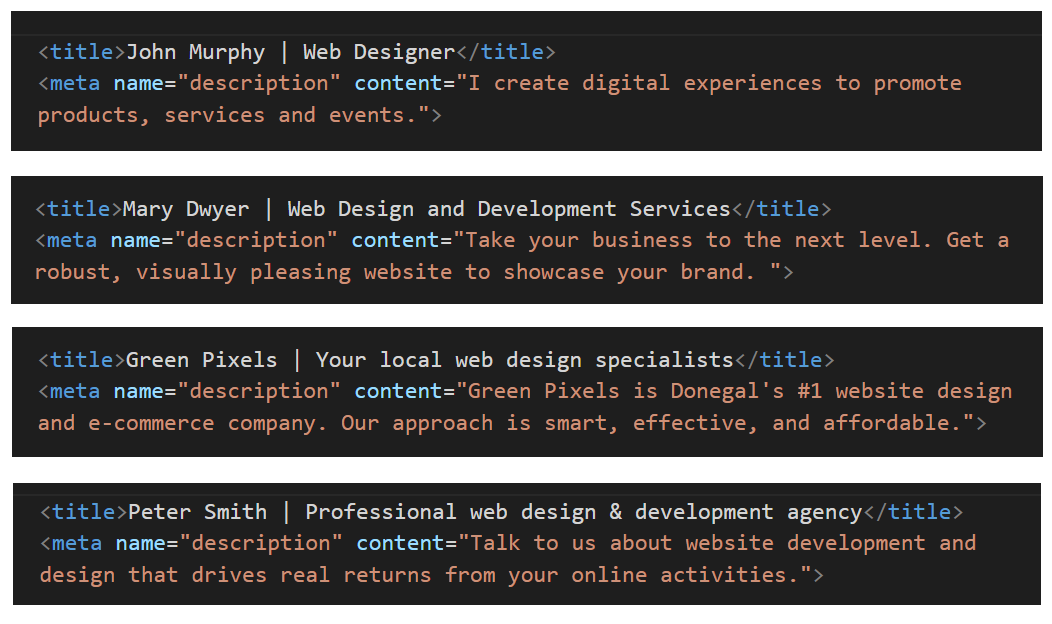 <title>John Murphy | Web Designer</title>
<meta name="description" content="I create digital experiences to promote
products, services and events.">
<title>Mary Dwyer | Web Design and Development Services</title>
<meta name="description" content="Take your business to the next level. Get a
robust, visually pleasing website to showcase your brand. ">
<title>Green Pixels | Your local web design specialists</title>
<meta name="description" content="Green Pixels is Donegal's #1 website design
and e-commerce company. Our approach is smart, effective, and affordable.">
<title>Peter Smith | Professional web design & development agency</title>
<meta name="description" content="Talk to us about website development and
design that drives real returns from your online activities.">